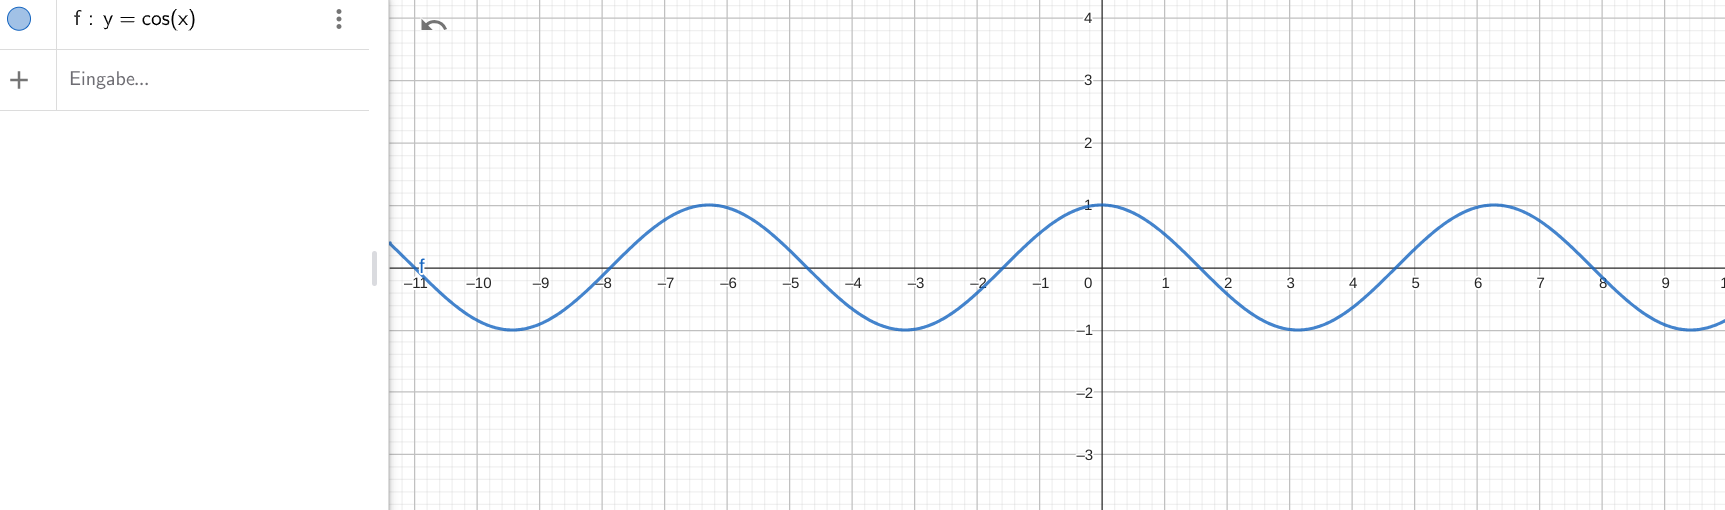 f : y = cos(x)
Eingabe...
4
3
2
1
f
–11 –10 –9 –8 –7 –6 –5 –4 –3 –2 –1 0 1 2 3 4 5 6 7 8 9 1
–1
–2
–3